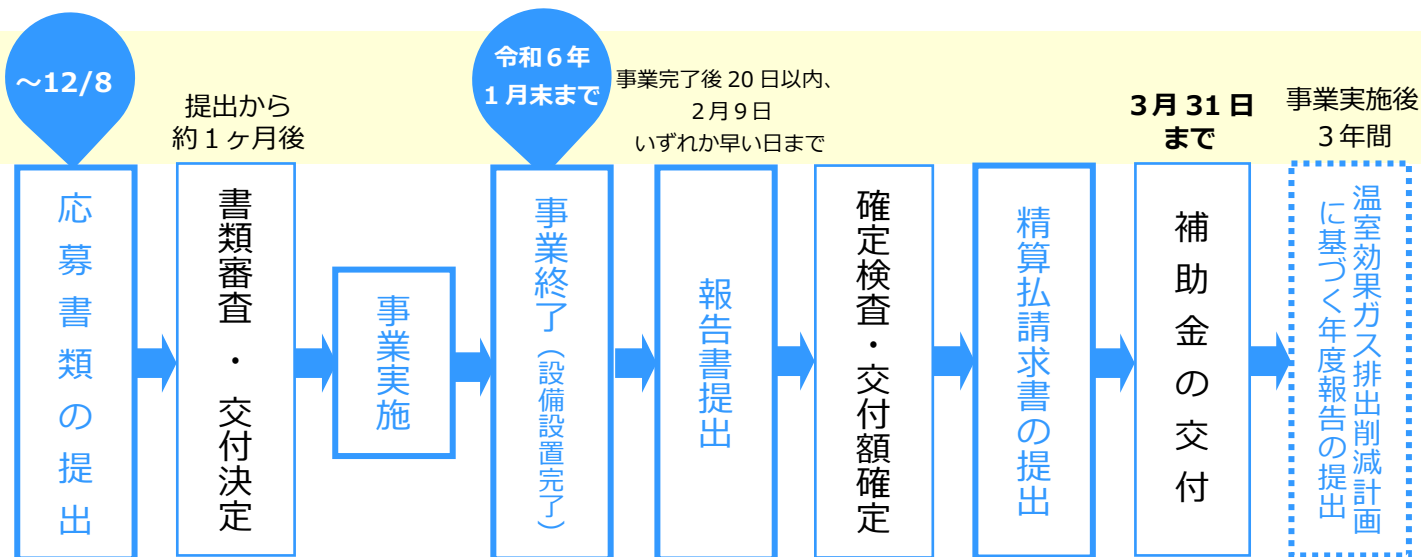 ～12/8
応募書類の提出
提出から
約１ヶ月後
書類審査・交付決定
事業実施
令和６年
１月末まで
事業終了（設備設置完了）
事業完了後 20 日以内、
２月９日
いずれか早い日まで
報告書提出
確定検査・交付額確定
精算払請求書の提出
３月 31 日
まで
補助金の交付
事業実施後
３年間
温室効果ガス排出削減計画
に基づく年度報告の提出